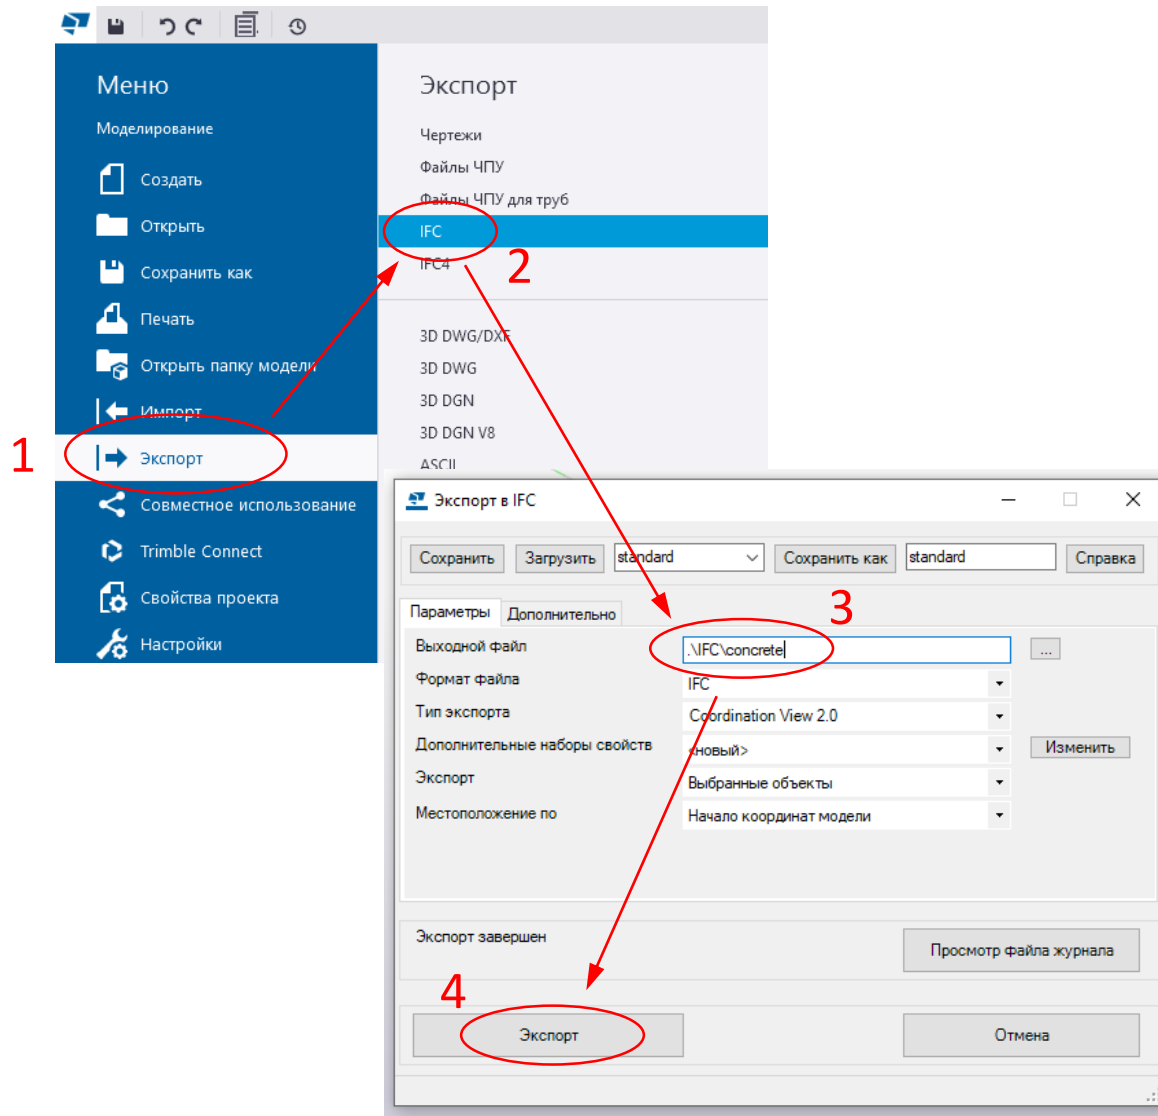 Меню
Моделирование
Создать
Открыть
Сохранить как
Печать
Открыть папку модели
Импорт
1
Экспорт
Совместное использование
Trimble Connect
Свойства проекта
Настройки
Экспорт
Чертежи
Файлы ЧПУ
Файлы ЧПУ для труб
IFC
2
IFC4
3D DWG/DXF
3D DWG
3D DGN
3D DGN V8
ASCII
Экспорт в IFC
Сохранить Загрузить standard Сохранить как standard Справка
Параметры Дополнительно
3
Выходной файл .\IFC\concrete ...
Формат файла IFC
Тип экспорта Coordination View 2.0
Дополнительные наборы свойств <новый> Изменить
Экспорт Выбранные объекты
Местоположение по Начало координат модели
Экспорт завершен
Просмотр файла журнала
4
Экспорт Отмена